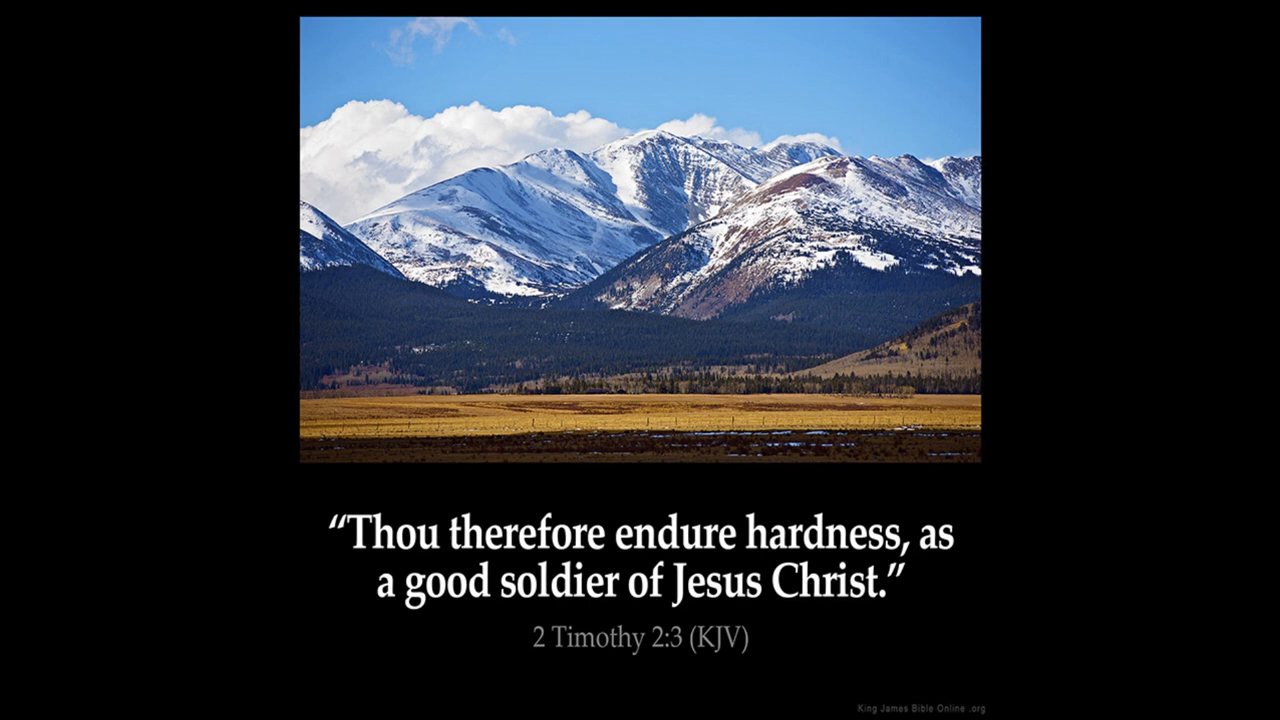 “Thou therefore endure hardness, as
a good soldier of Jesus Christ.”
2 Timothy 2:3 (KJV)
King James Bible Online .org